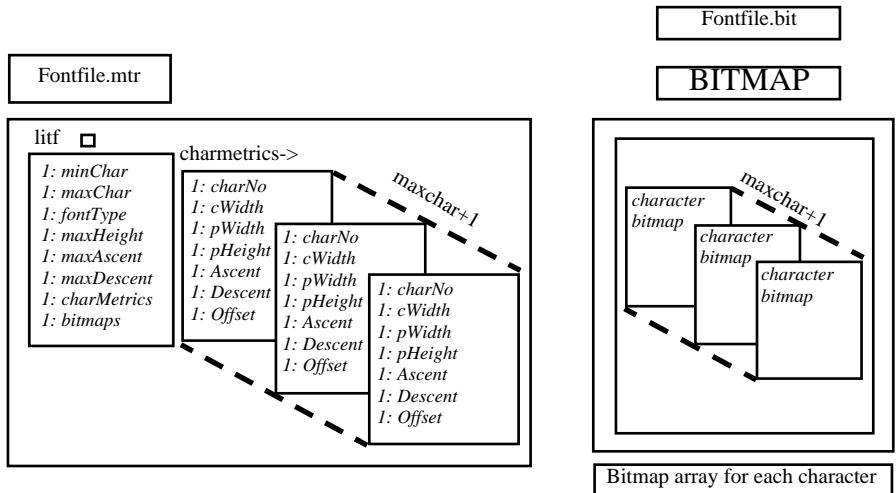 Fontfile.bit
Fontfile.mtr
BITMAP
litf
charmetrics->
maxchar+1
1: minChar
1: maxChar
1: fontType
1: maxHeight
1: maxAscent
1: maxDescent
1: charMetrics
1: bitmaps
1: charNo
1: cWidth
1: pWidth
1: pHeight
1: Ascent
1: Descent
1: Offset
1: charNo
1: cWidth
1: pWidth
1: pHeight
1: Ascent
1: Descent
1: Offset
1: charNo
1: cWidth
1: pWidth
1: pHeight
1: Ascent
1: Descent
1: Offset
maxchar+1
character
bitmap
character
bitmap
character
bitmap
Bitmap array for each character